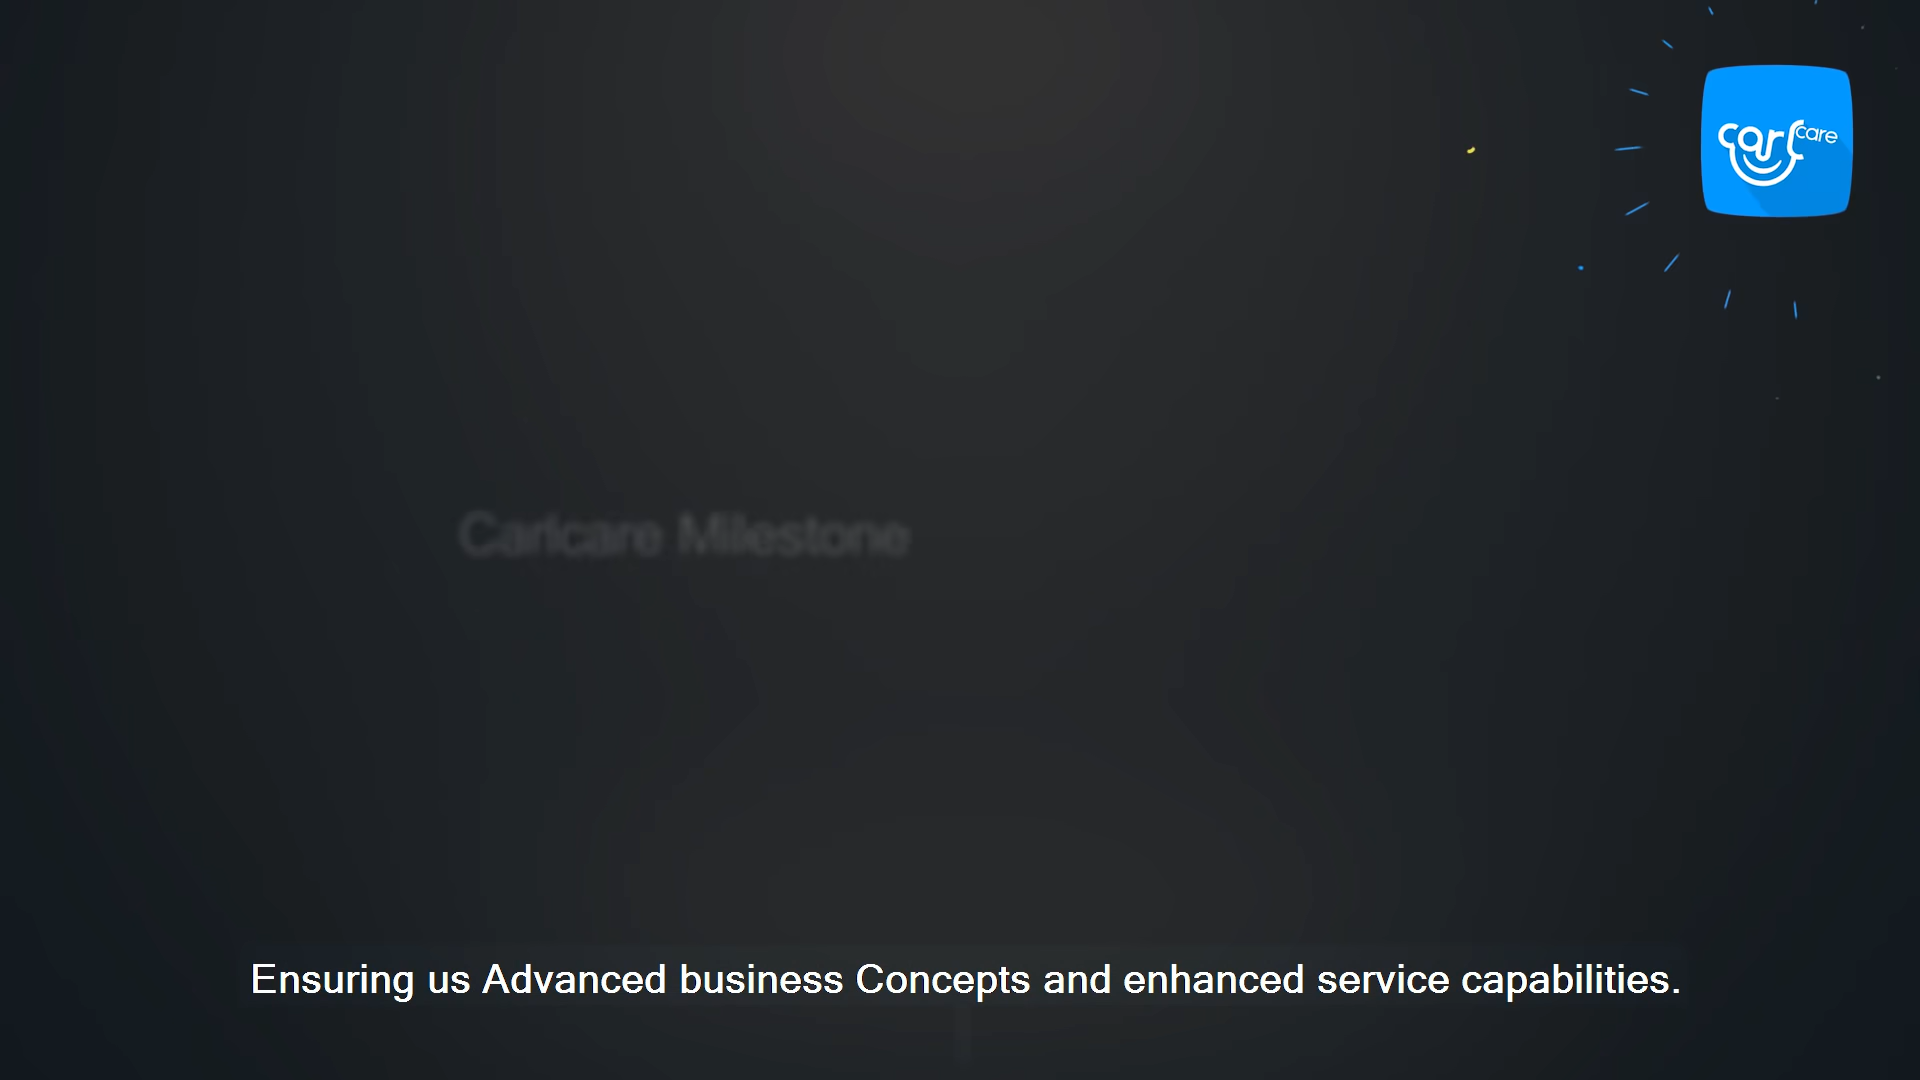 carlcare
Carlcare Milestone
Ensuring us Advanced business Concepts and enhanced service capabilities.